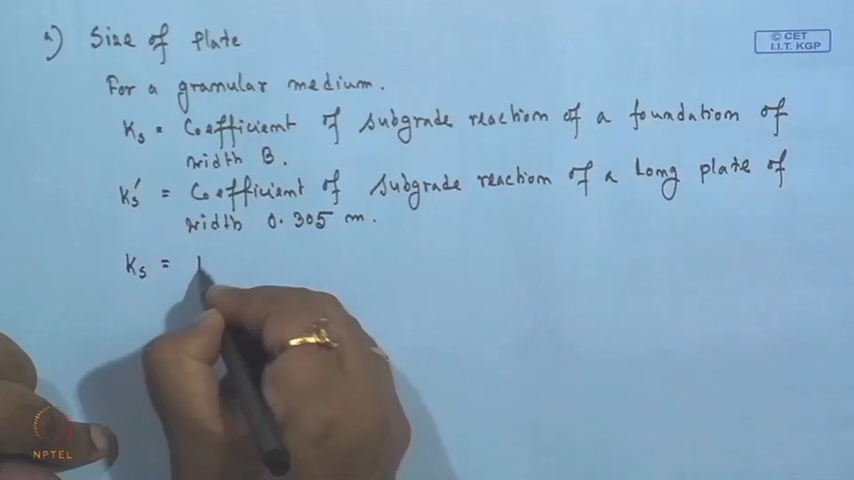 © CET
I.I.T. KGP
a) Size of Plate
For a granular medium.
Ks = Coefficient of subgrade reaction of a foundation of
width B.
Ks' = Coefficient of subgrade reaction of a Long plate of
width 0.305 m.
Ks =
NPTEL